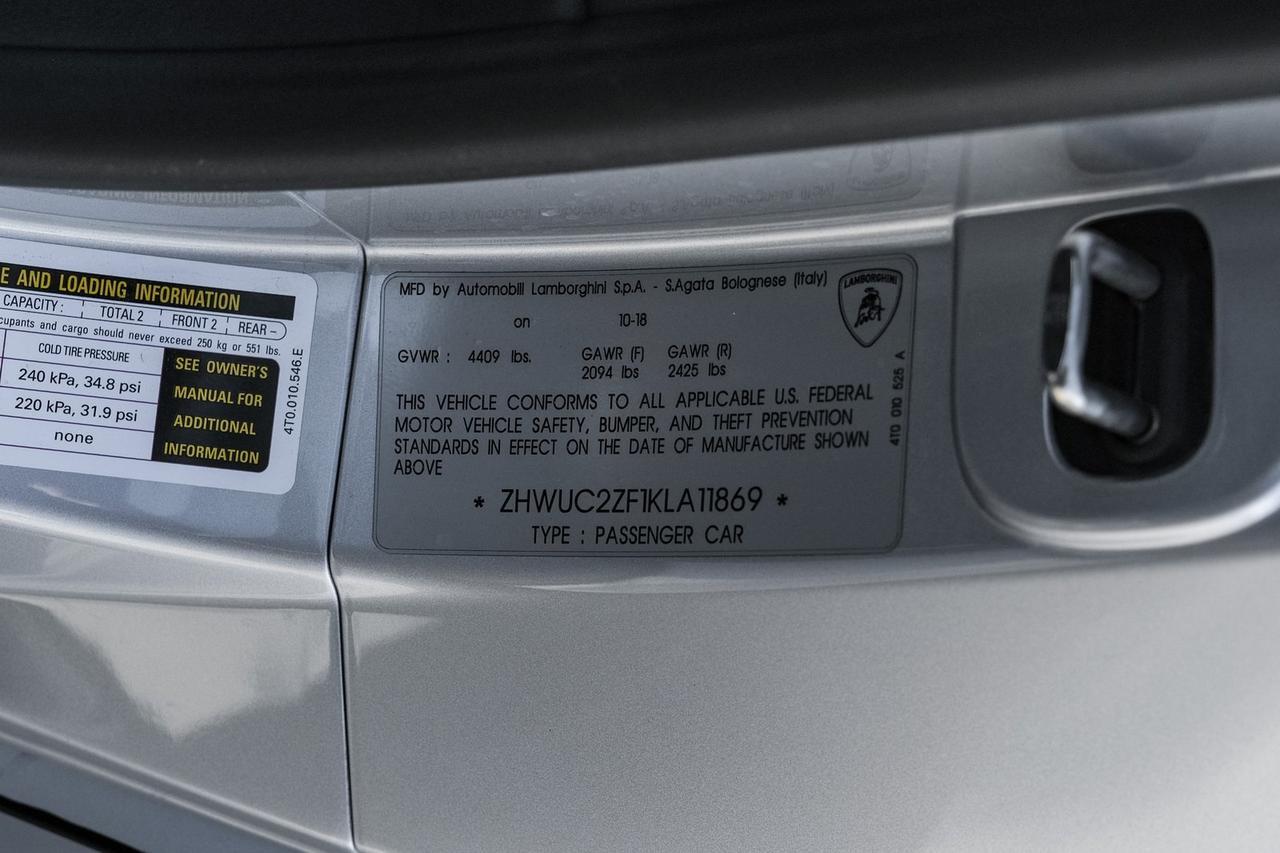 E AND LOADING INFORMATION
CAPACITY : TOTAL 2 FRONT 2 REAR –
cupants and cargo should never exceed 250 kg or 551 lbs.
COLD TIRE PRESSURE
240 kPa, 34.8 psi
220 kPa, 31.9 psi
none
SEE OWNER'S
MANUAL FOR
ADDITIONAL
INFORMATION
4T0.010.546.E
MFD by Automobili Lamborghini S.p.A. - S.Agata Bolognese (Italy)
on 10-18
GVWR : 4409 lbs. GAWR (F) GAWR (R)
2094 lbs 2425 lbs
THIS VEHICLE CONFORMS TO ALL APPLICABLE U.S. FEDERAL
MOTOR VEHICLE SAFETY, BUMPER, AND THEFT PREVENTION
STANDARDS IN EFFECT ON THE DATE OF MANUFACTURE SHOWN
ABOVE
* ZHWUC2ZF1KLA11869 *
TYPE : PASSENGER CAR
LAMBORGHINI
4T0 010 525 A